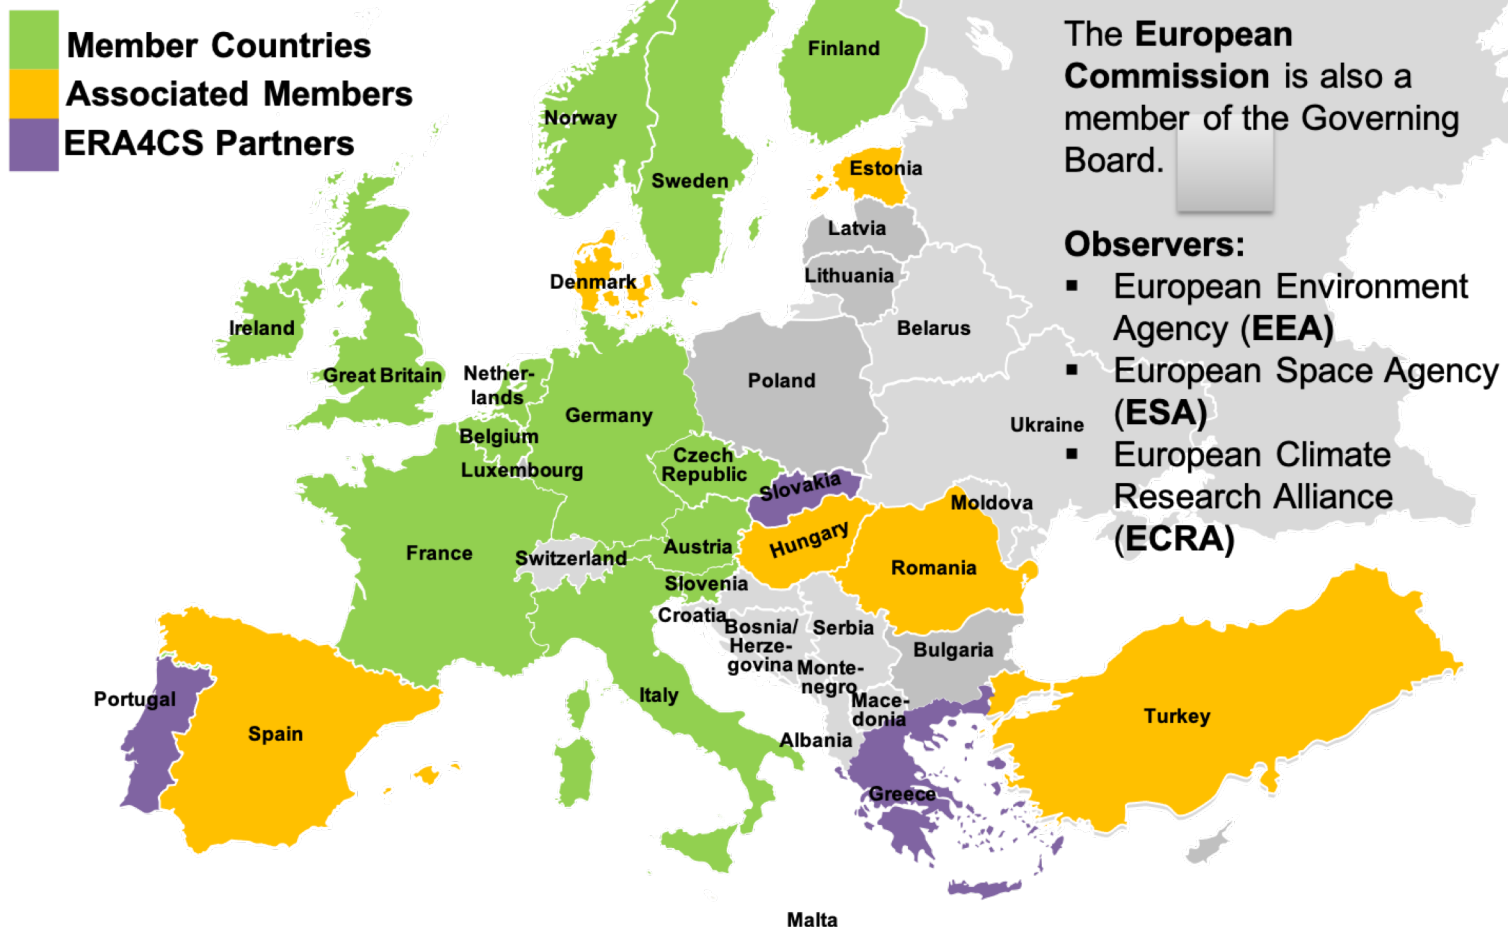 Member Countries
Associated Members
ERA4CS Partners
The European
Commission is also a
member of the Governing
Board.
Observers:
▪ European Environment
Agency (EEA)
▪ European Space Agency
(ESA)
▪ European Climate
Research Alliance
(ECRA)
Finland
Norway
Sweden
Estonia
Latvia
Denmark
Lithuania
Ireland
Belarus
Great Britain
Nether-
lands
Poland
Germany
Ukraine
Belgium
Czech
Republic
Luxembourg
Slovakia
Moldova
France
Switzerland
Austria
Hungary
Romania
Slovenia
Croatia
Bosnia/
Herze-
govina
Serbia
Bulgaria
Monte-
negro
Portugal
Italy
Mace-
donia
Spain
Albania
Turkey
Greece
Malta